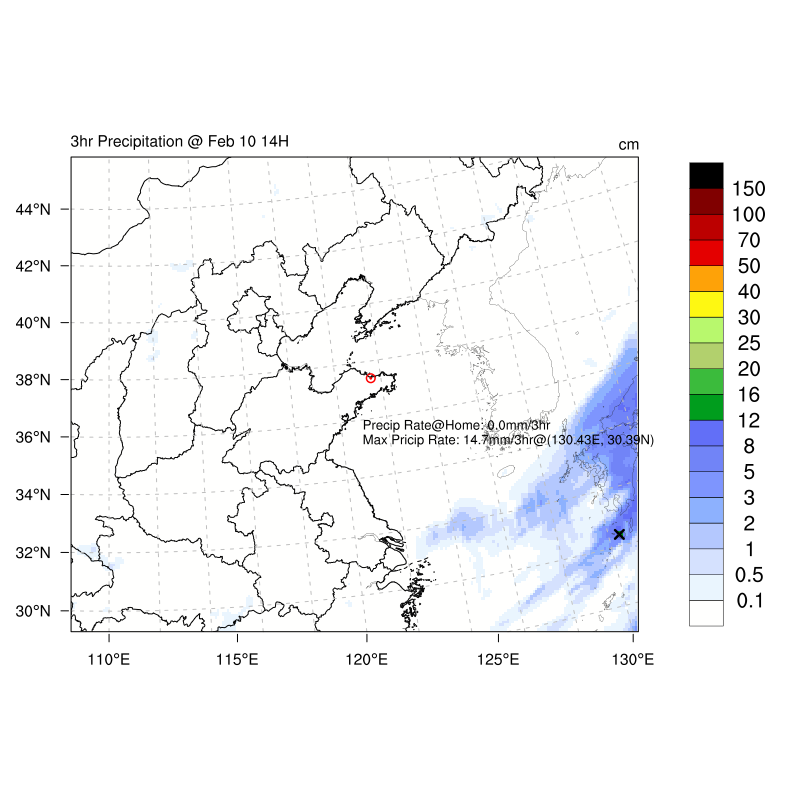 3hr Precipitation @ Feb 10 14H
cm
44°N
42°N
40°N
38°N
36°N
34°N
32°N
30°N
Precip Rate@Home: 0.0mm/3hr
Max Pricip Rate: 14.7mm/3hr@(130.43E, 30.39N)
110°E
115°E
120°E
125°E
130°E
150
100
70
50
40
30
25
20
16
12
8
5
3
2
1
0.5
0.1